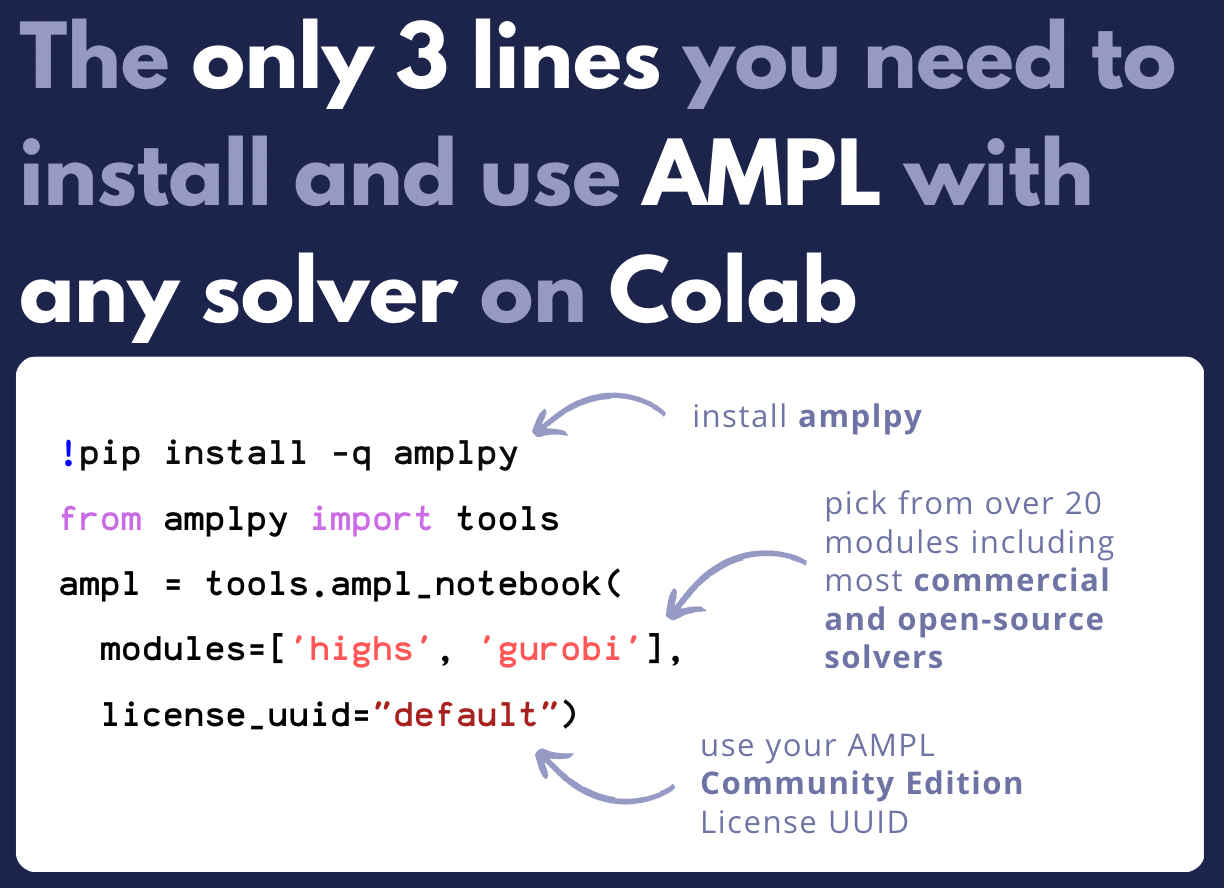 The only 3 lines you need to
install and use AMPL with
any solver on Colab
install amplpy
!pip install -q amplpy
from amplpy import tools
ampl = tools.ampl_notebook(
modules=['highs', 'gurobi'],
license_uuid="default")
pick from over 20
modules including
most commercial
and open-source
solvers
use your AMPL
Community Edition
License UUID